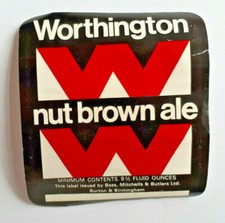 Worthington
W
nut brown ale
W
MINIMUM CONTENTS 9⅔ FLUID OUNCES
This label issued by Bass, Mitchells & Butlers Ltd.
Burton & Birmingham